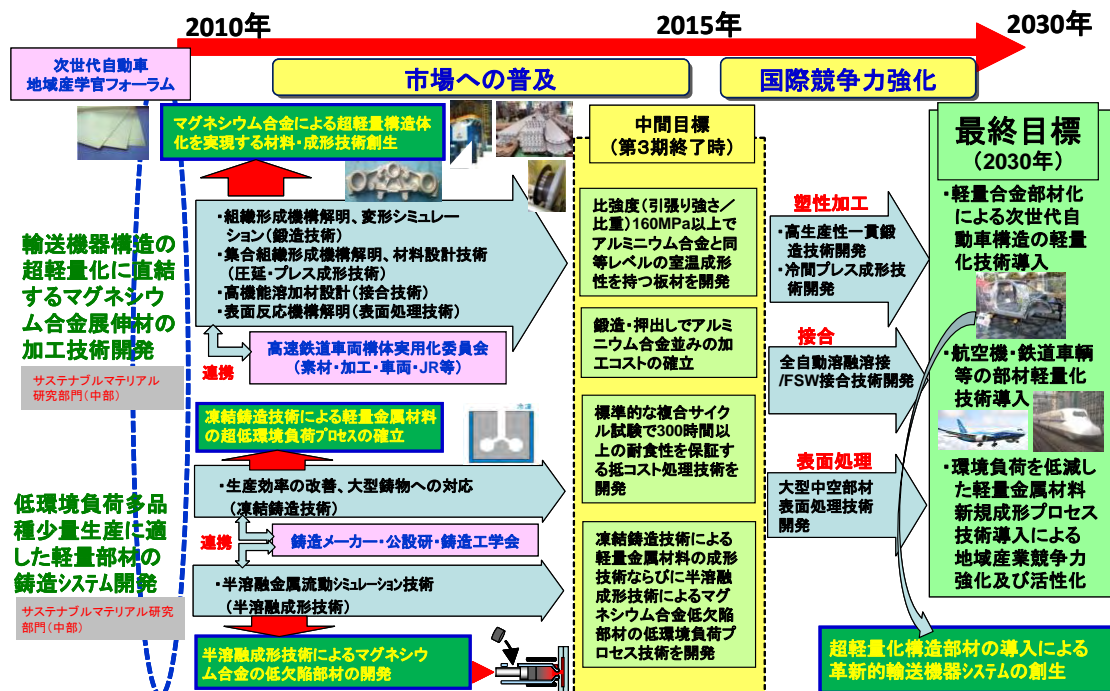 2010年
2015年
2030年
次世代自動車
地域産学官フォーラム
市場への普及
国際競争力強化
マグネシウム合金による超軽量構造体
化を実現する材料・成形技術創生
・組織形成機構解明、変形シミュレー
ション(鍛造技術)
・集合組織形成機構解明、材料設計技術
(圧延・プレス成形技術)
・高機能溶加材設計(接合技術)
・表面反応機構解明(表面処理技術)
輸送機器構造の
超軽量化に直結
するマグネシウ
ム合金展伸材の
加工技術開発
サステナブルマテリアル
研究部門(中部)
連携
高速鉄道車両構体実用化委員会
(素材・加工・車両・JR等)
凍結鋳造技術による軽量金属材料
の超低環境負荷プロセスの確立
冷凍
・生産効率の改善、大型鋳物への対応
(凍結鋳造技術)
低環境負荷多品
種少量生産に適
した軽量部材の
鋳造システム開発
サステナブルマテリアル研究
部門(中部)
連携
鋳造メーカー・公設研・鋳造工学会
・半溶融金属流動シミュレーション技術
(半溶融成形技術)
半溶融成形技術によるマグネシウ
ム合金の低欠陥部材の開発
中間目標
(第3期終了時)
比強度(引張り強さ/
比重)160MPa以上で
アルミニウム合金と同
等レベルの室温成形
性を持つ板材を開発
鍛造・押出しでアルミ
ニウム合金並みの加
工コストの確立
標準的な複合サイク
ル試験で300時間以
上の耐食性を保証す
る抵コスト処理技術を
開発
凍結鋳造技術による
軽量金属材料の成形
技術ならびに半溶融
成形技術によるマグ
ネシウム合金低欠陥
部材の低環境負荷プ
ロセス技術を開発
塑性加工
・高生産性一貫鍛
造技術開発
・冷間プレス成形技
術開発
接合
全自動溶融溶接
/FSW接合技術開発
表面処理
大型中空部材
表面処理技術
開発
最終目標
(2030年)
・軽量合金部材化
による次世代自
動車構造の軽量
化技術導入
・航空機・鉄道車輌
等の部材軽量化
技術導入
・環境負荷を低減し
た軽量金属材料
新規成形プロセス
技術導入による
地域産業競争力
強化及び活性化
超軽量化構造部材の導入による
革新的輸送機器システムの創生